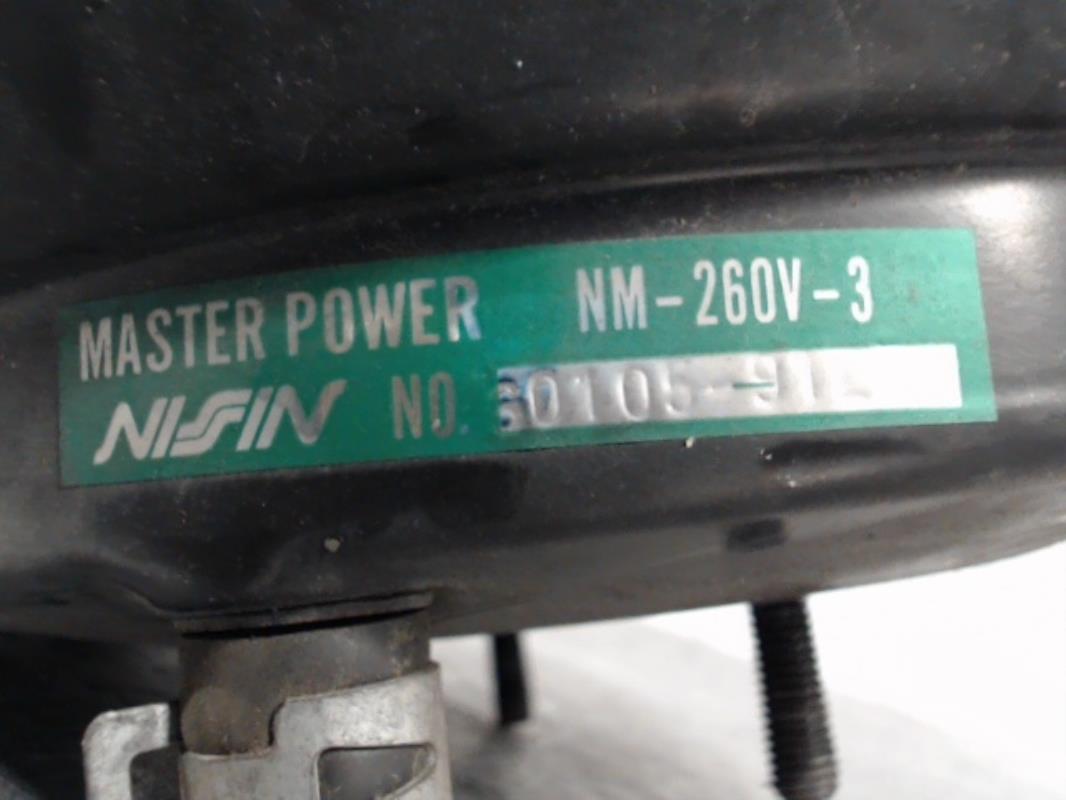 MASTER POWER NM-260V-3
NISSIN NO.